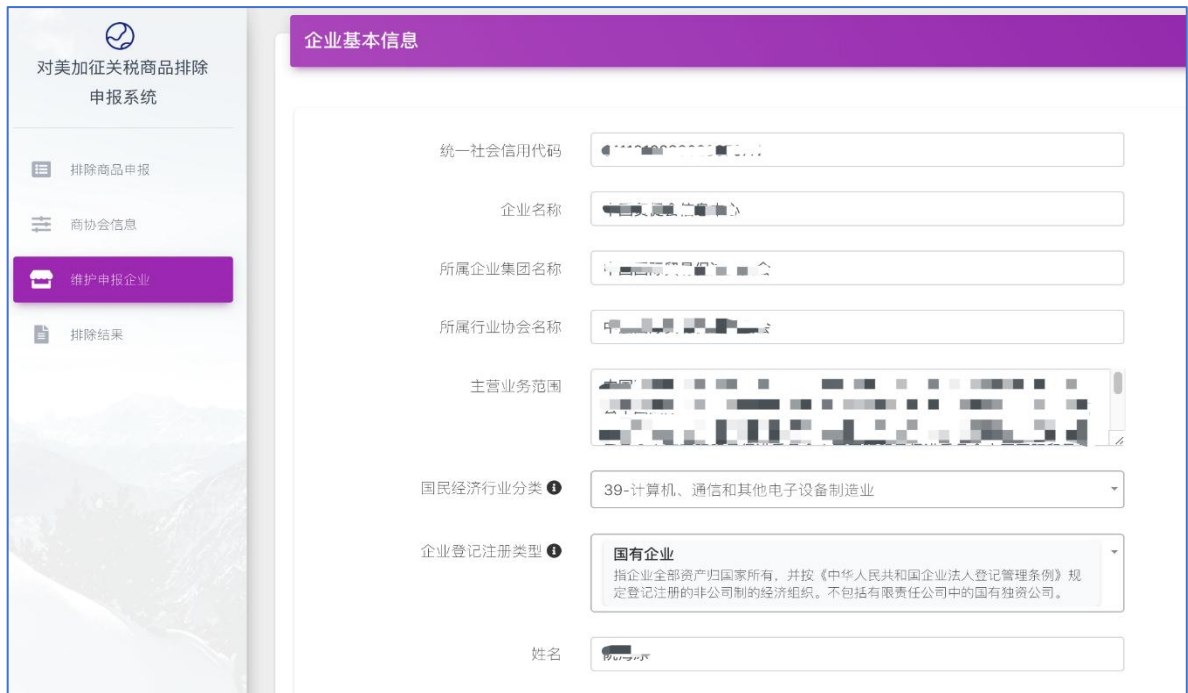 对美加征关税商品排除
申报系统
排除商品申报
商协会信息
维护申报企业
排除结果
企业基本信息
统一社会信用代码
企业名称
所属企业集团名称
所属行业协会名称
主营业务范围
国民经济行业分类
39-计算机、通信和其他电子设备制造业
企业登记注册类型
国有企业
指企业全部资产归国家所有，并按《中华人民共和国企业法人登记管理条例》规
定登记注册的非公司制的经济组织。不包括有限责任公司中的国有独资公司。
姓名